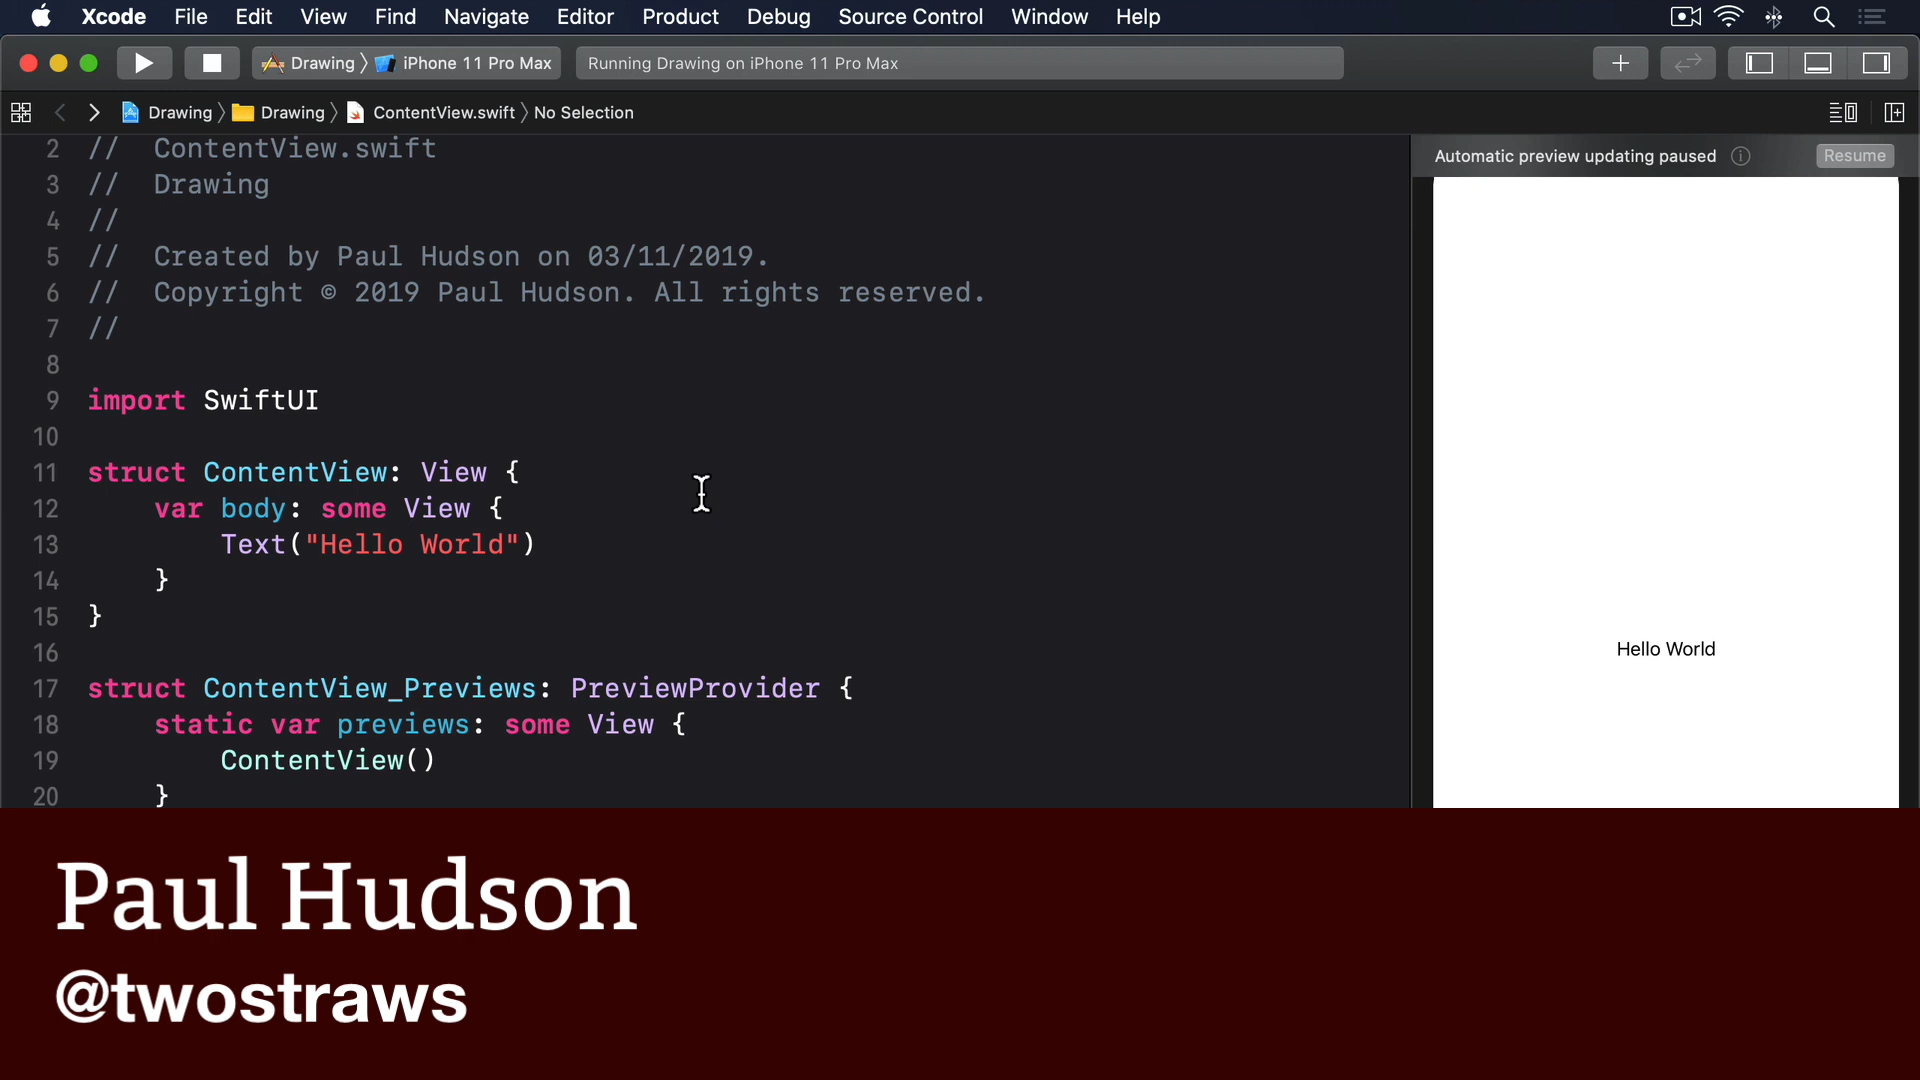 Xcode File Edit View Find Navigate Editor Product Debug Source Control Window Help
Drawing iPhone 11 Pro Max Running Drawing on iPhone 11 Pro Max
Drawing Drawing ContentView.swift No Selection
2 // ContentView.swift
3 // Drawing
4 //
5 // Created by Paul Hudson on 03/11/2019.
6 // Copyright © 2019 Paul Hudson. All rights reserved.
7 //
8
9 import SwiftUI
10
11 struct ContentView: View {
12 var body: some View {
13 Text("Hello World")
14 }
15 }
16
17 struct ContentView_Previews: PreviewProvider {
18 static var previews: some View {
19 ContentView()
20 }
Automatic preview updating paused Resume
Hello World
Paul Hudson
@twostraws